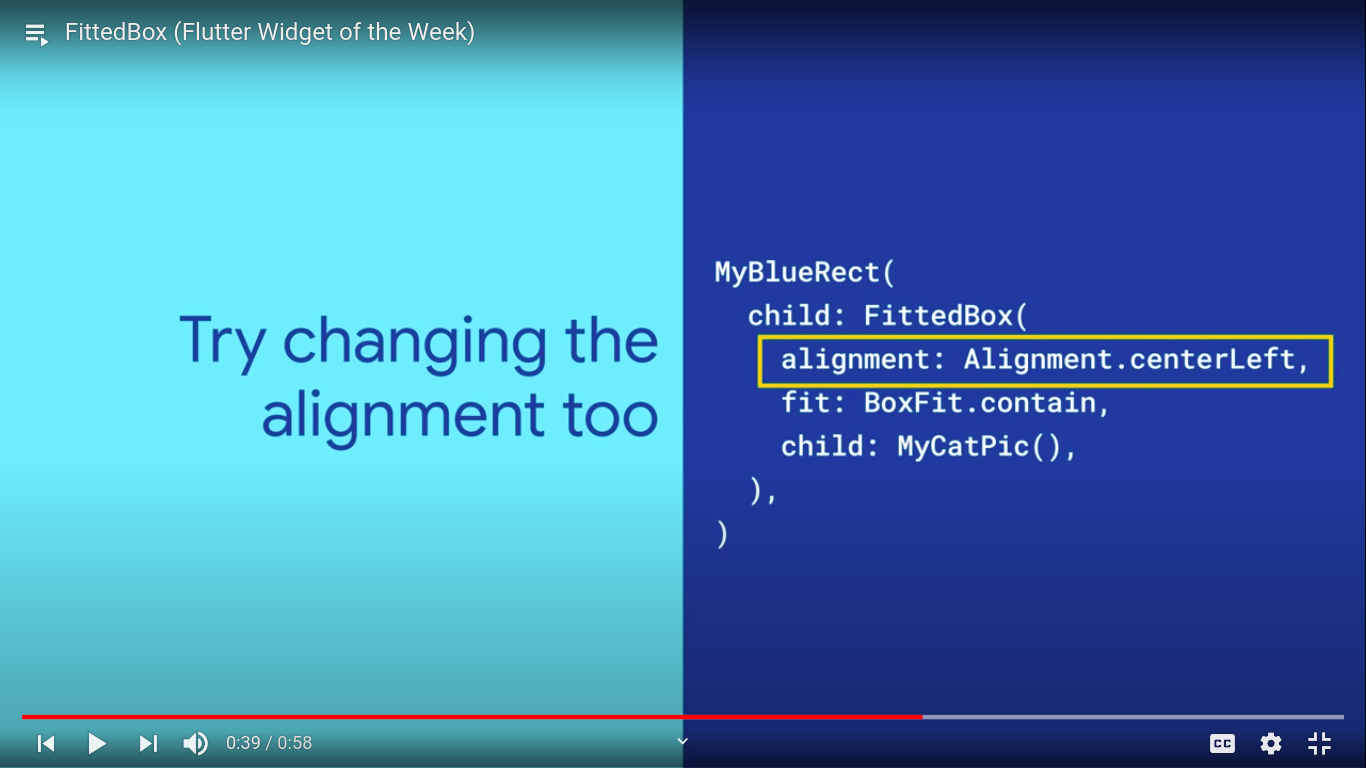 FittedBox (Flutter Widget of the Week)
Try changing the
alignment too
MyBlueRect(
  child: FittedBox(
    alignment: Alignment.centerLeft,
    fit: BoxFit.contain,
    child: MyCatPic(),
  ),
)
0:39 / 0:58
CC